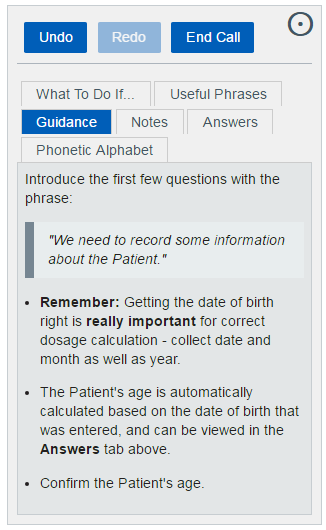 Undo Redo End Call
What To Do If... Useful Phrases
Guidance Notes Answers
Phonetic Alphabet
Introduce the first few questions with the
phrase:
"We need to record some information
about the Patient."
• Remember: Getting the date of birth
right is really important for correct
dosage calculation - collect date and
month as well as year.
• The Patient's age is automatically
calculated based on the date of birth that
was entered, and can be viewed in the
Answers tab above.
• Confirm the Patient's age.